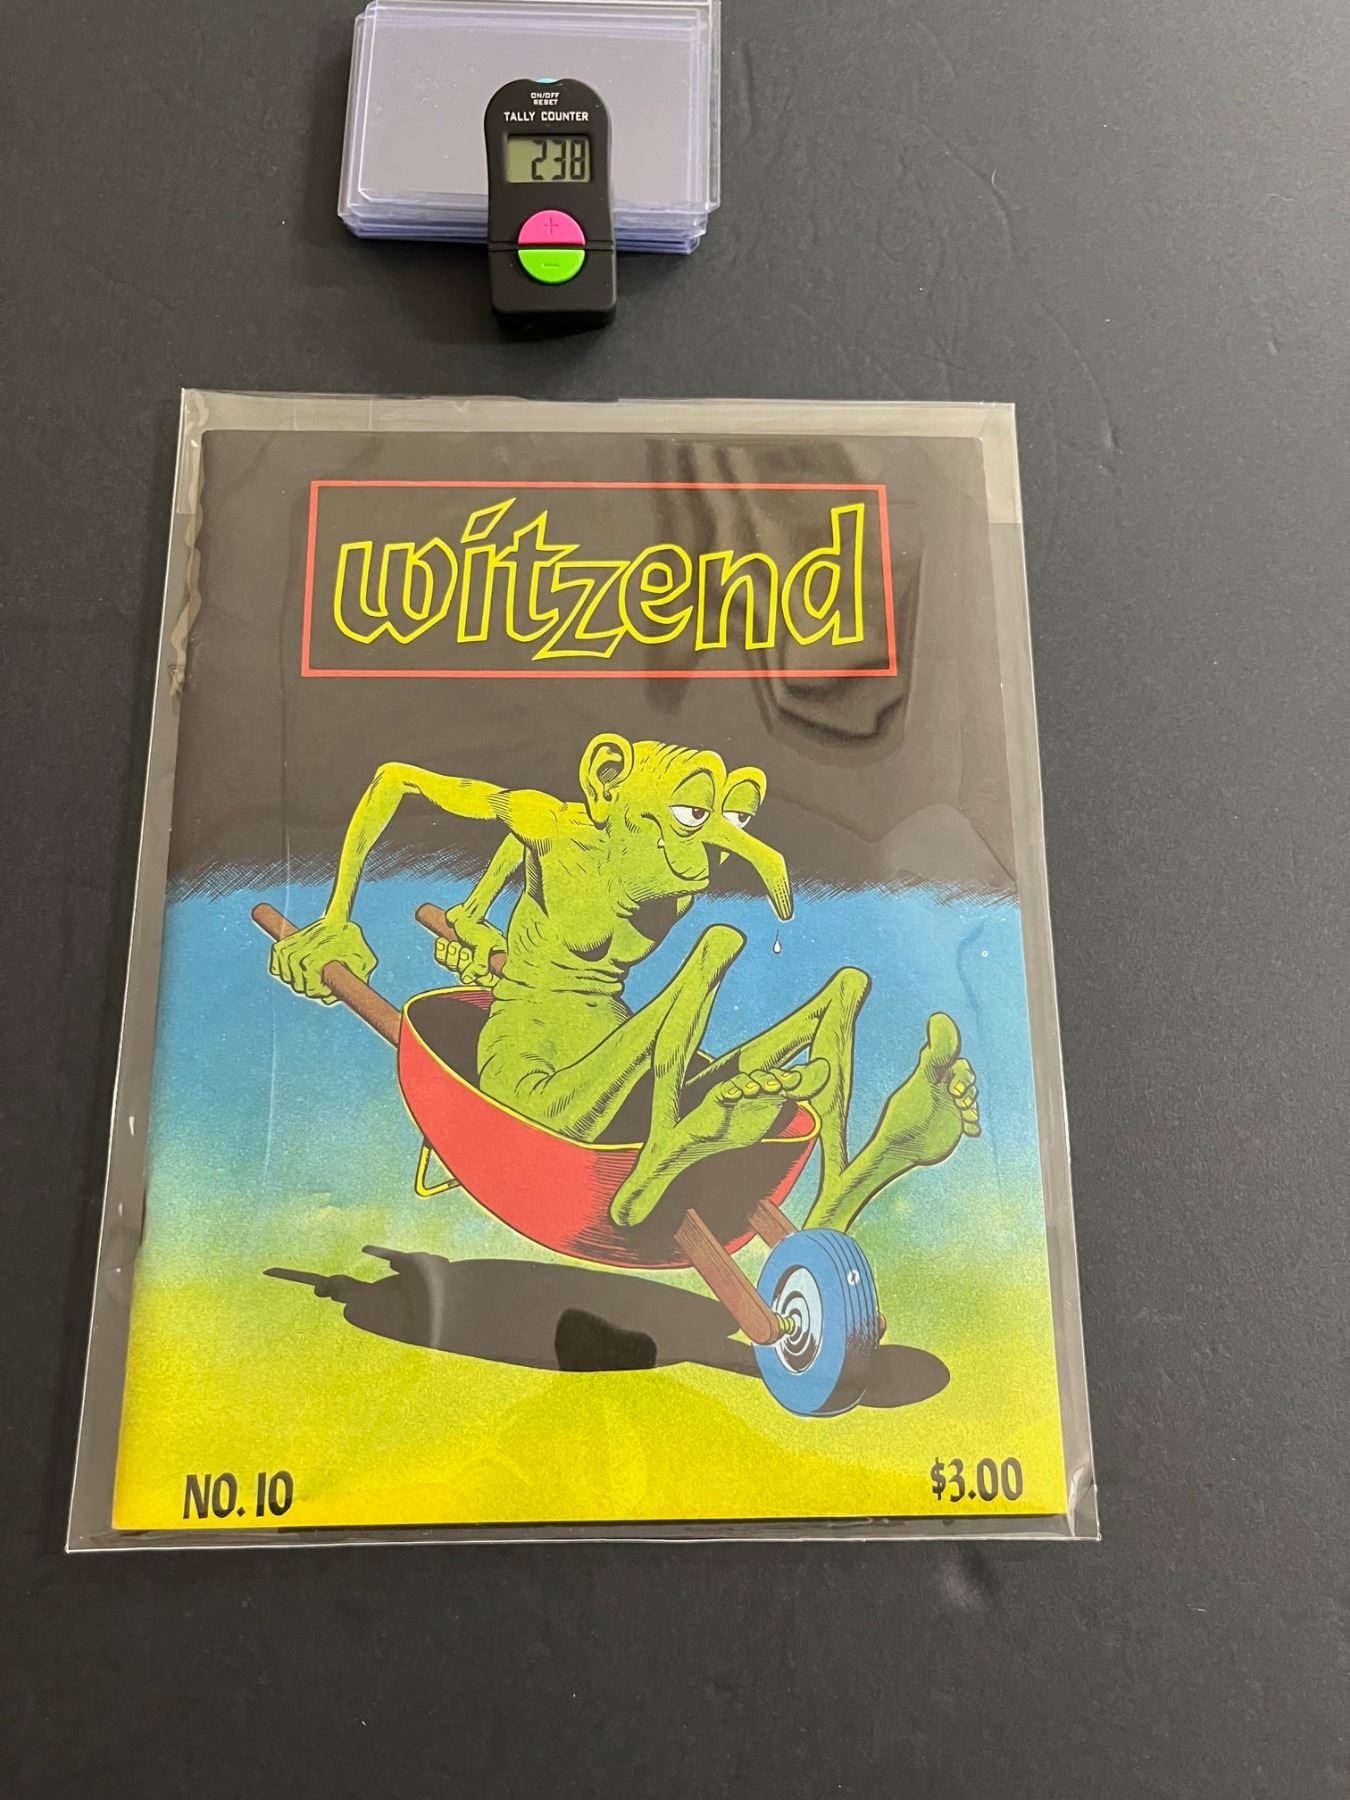 ON/OFF
RESET
TALLY COUNTER
238
+
−
witzend
NO. 10
$3.00